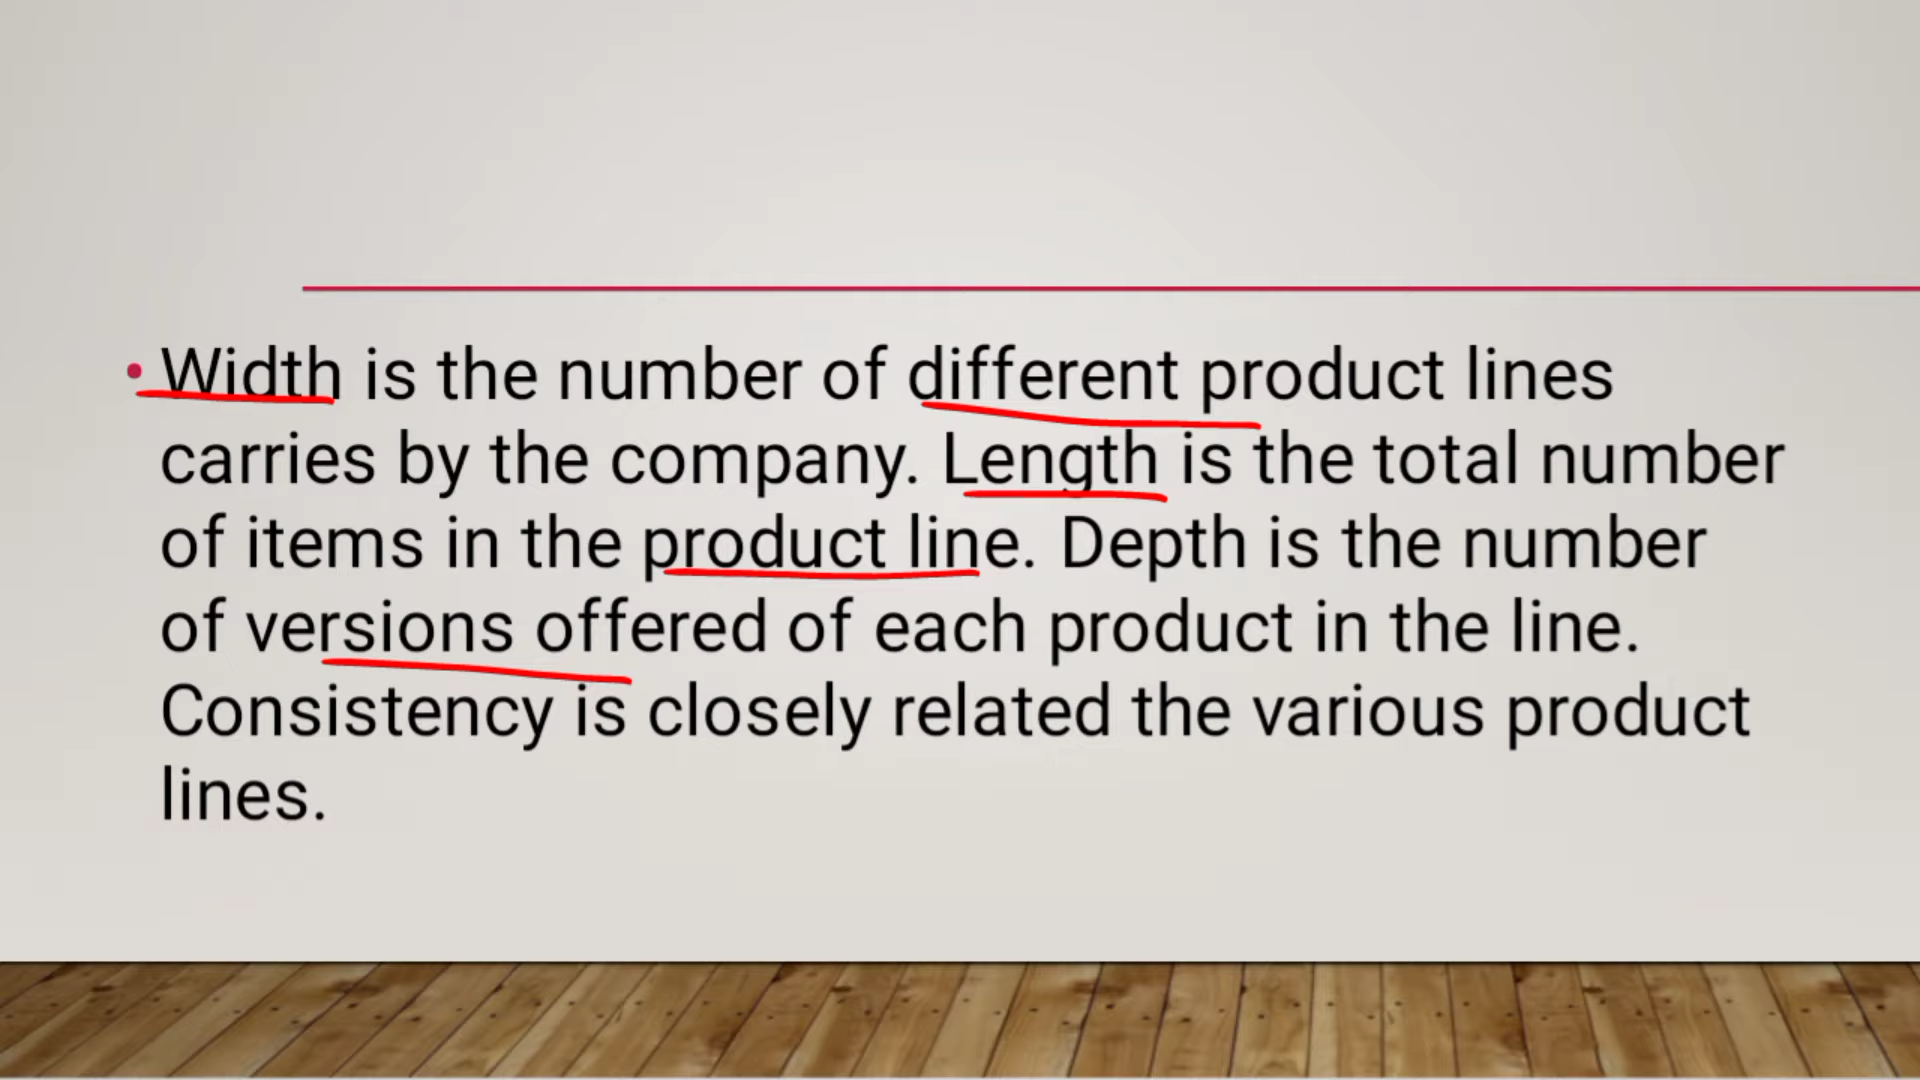 • Width is the number of different product lines
carries by the company. Length is the total number
of items in the product line. Depth is the number
of versions offered of each product in the line.
Consistency is closely related the various product
lines.